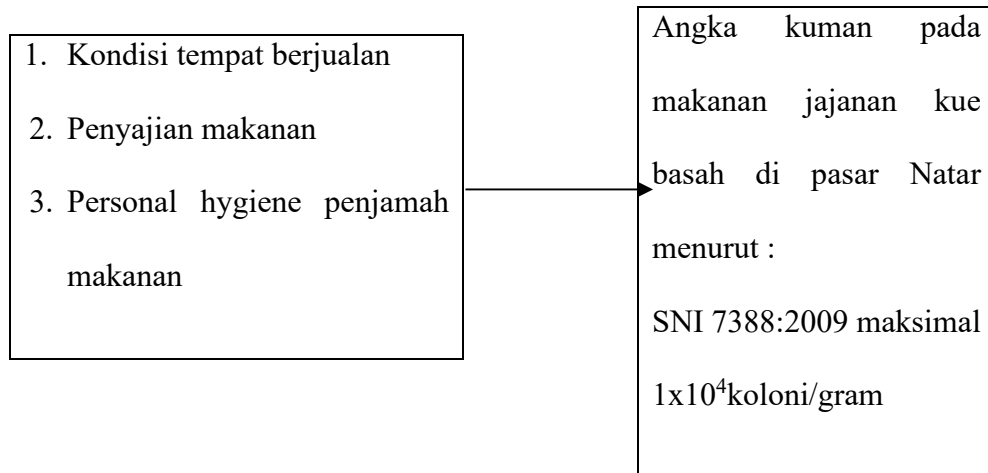 1. Kondisi tempat berjualan
2. Penyajian makanan
3. Personal hygiene penjamah
makanan
Angka kuman pada
makanan jajanan kue
basah di pasar Natar
menurut :
SNI 7388:2009 maksimal
1x10⁴koloni/gram